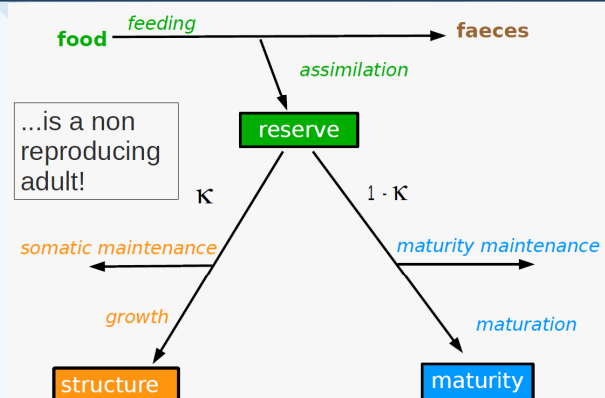 feeding
food
faeces
assimilation
...is a non
reproducing
adult!
reserve
κ
1 - κ
somatic maintenance
maturity maintenance
growth
maturation
structure
maturity